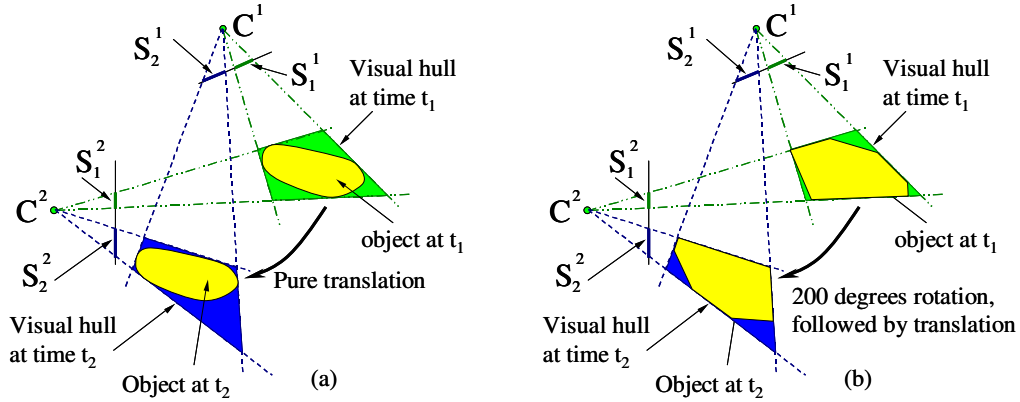 C¹
S₂¹
S₁¹
Visual hull
at time t₁
S₁²
C²
S₂²
object at t₁
Pure translation
Visual hull
at time t₂
Object at t₂
(a)
C¹
S₂¹
S₁¹
Visual hull
at time t₁
S₁²
C²
S₂²
object at t₁
200 degrees rotation,
followed by translation
Visual hull
at time t₂
Object at t₂
(b)